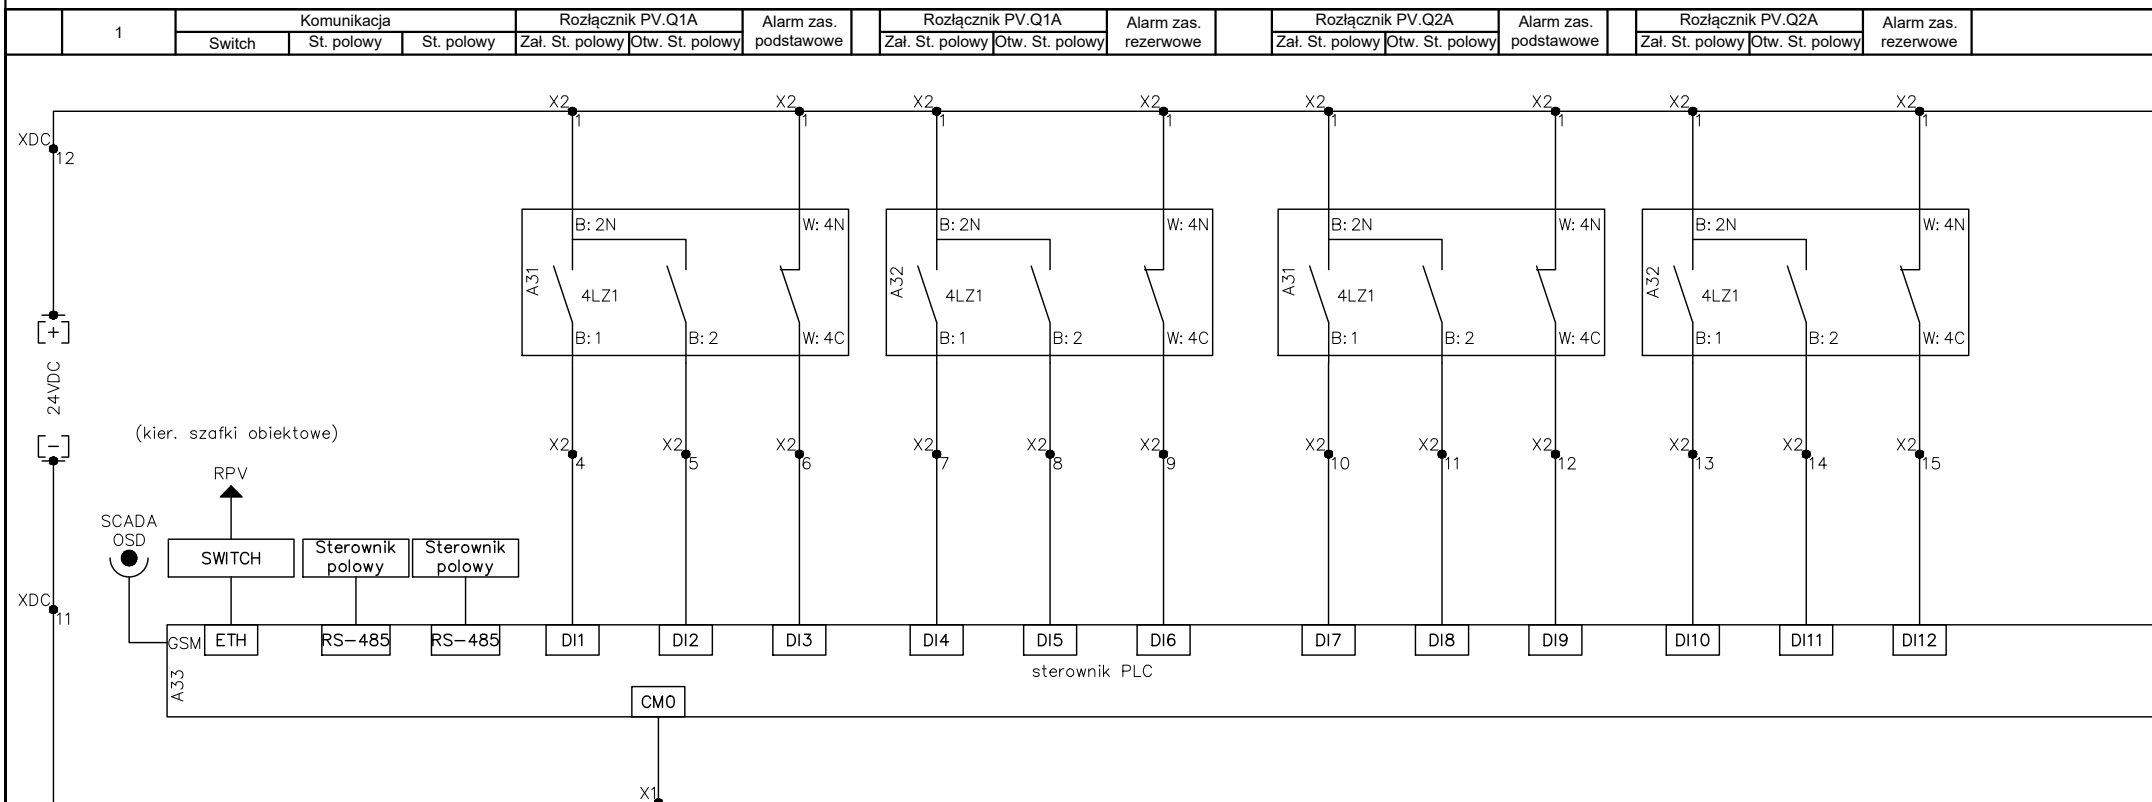 1
Komunikacja
Switch St. polowy St. polowy
Rozłącznik PV.Q1A
Zał. St. polowy Otw. St. polowy
Alarm zas.
podstawowe
Rozłącznik PV.Q1A
Zał. St. polowy Otw. St. polowy
Alarm zas.
rezerwowe
Rozłącznik PV.Q2A
Zał. St. polowy Otw. St. polowy
Alarm zas.
podstawowe
Rozłącznik PV.Q2A
Zał. St. polowy Otw. St. polowy
Alarm zas.
rezerwowe
X2 X2 X2 X2 X2 X2 X2 X2
1 1 1 1 1 1 1 1
XDC
12
B: 2N W: 4N B: 2N W: 4N B: 2N W: 4N B: 2N W: 4N
A31 4LZ1 A32 4LZ1 A31 4LZ1 A32 4LZ1
B: 1 B: 2 W: 4C B: 1 B: 2 W: 4C B: 1 B: 2 W: 4C B: 1 B: 2 W: 4C
[+]
24VDC
[-]
(kier. szafki obiektowe)
X2 X2 X2 X2 X2 X2 X2 X2 X2 X2 X2 X2
4 5 6 7 8 9 10 11 12 13 14 15
RPV
SCADA
OSD
SWITCH
Sterownik
polowy
Sterownik
polowy
XDC
11
GSM ETH RS-485 RS-485 DI1 DI2 DI3 DI4 DI5 DI6 DI7 DI8 DI9 DI10 DI11 DI12
A33
sterownik PLC
CM0
X1